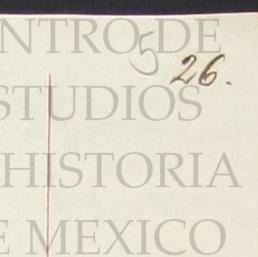 NTRO DE
5
26.
STUDIOS
HISTORIA
E MEXICO